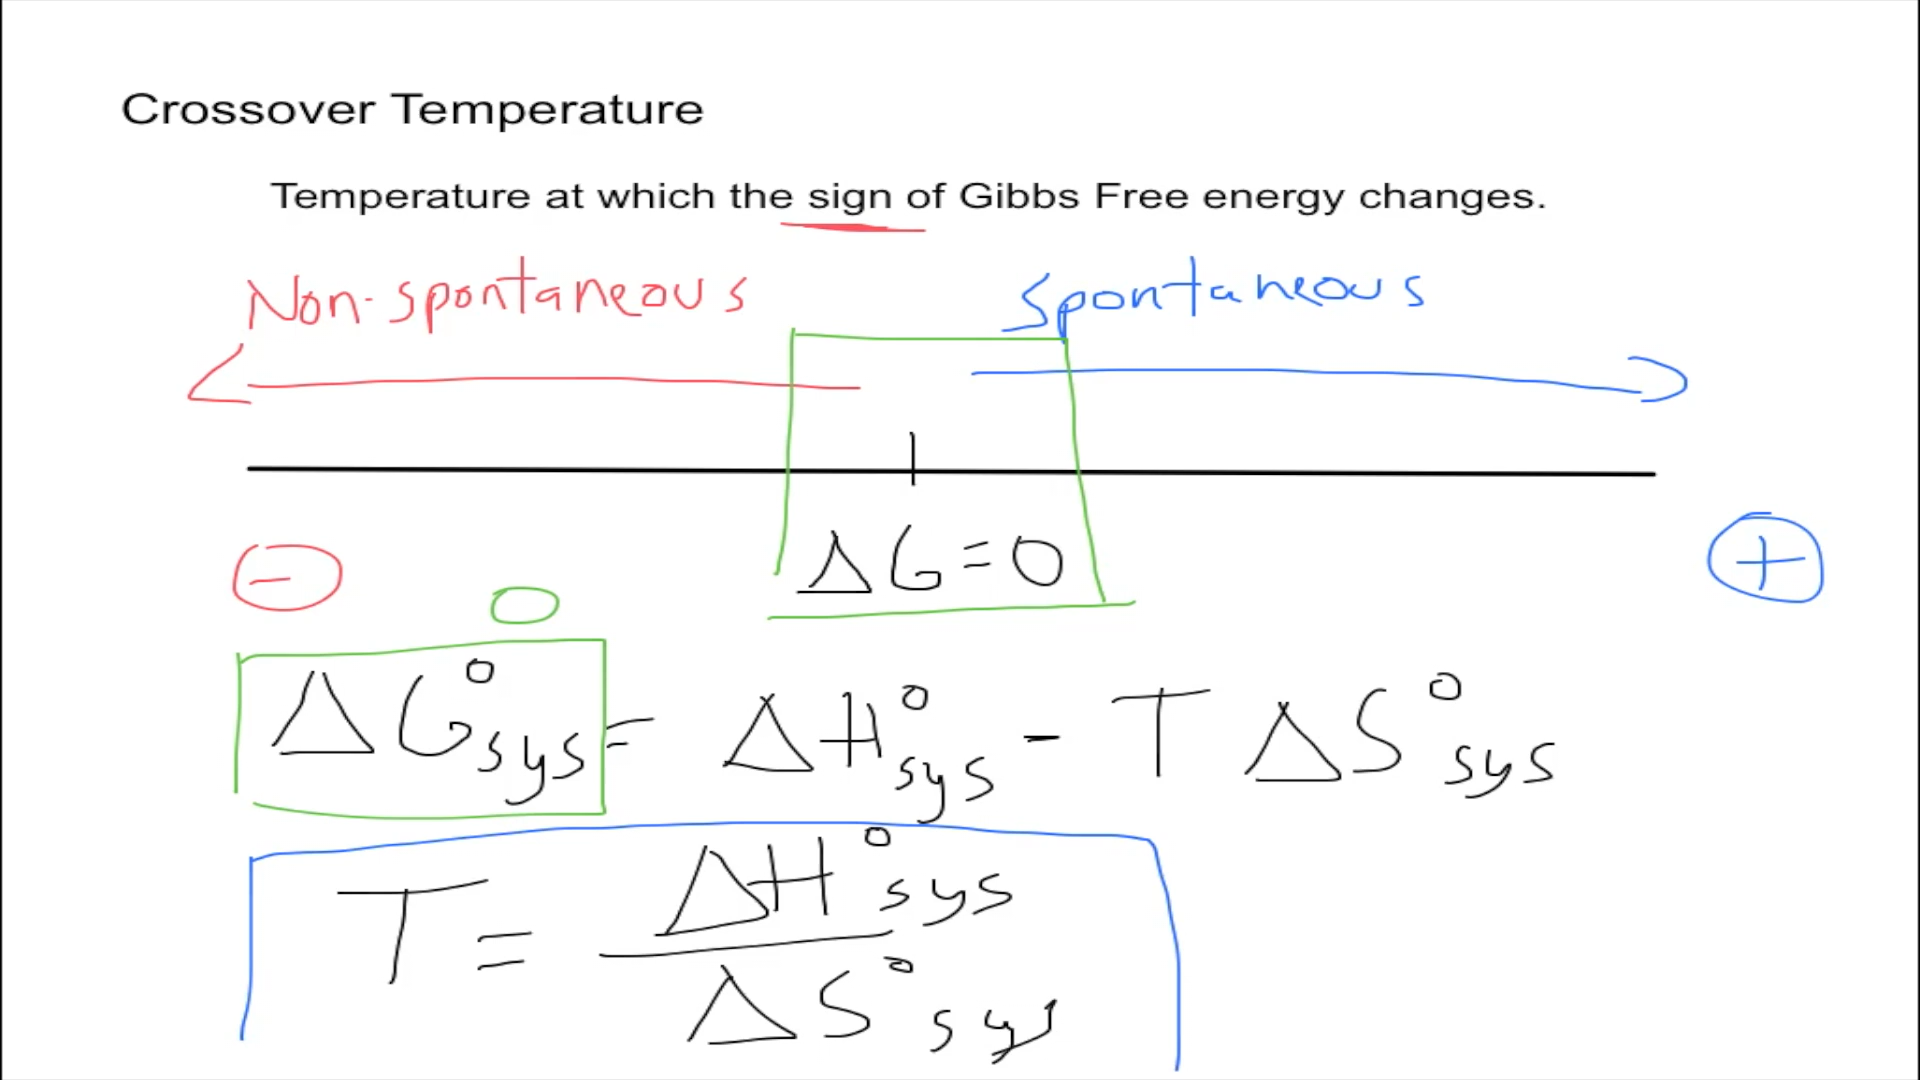 Crossover Temperature
Temperature at which the sign of Gibbs Free energy changes.
Non-spontaneous Spontaneous
ΔG=0
- +
0
ΔG°sys = ΔH°sys - TΔS°sys
T = ΔH°sys
ΔS°sys